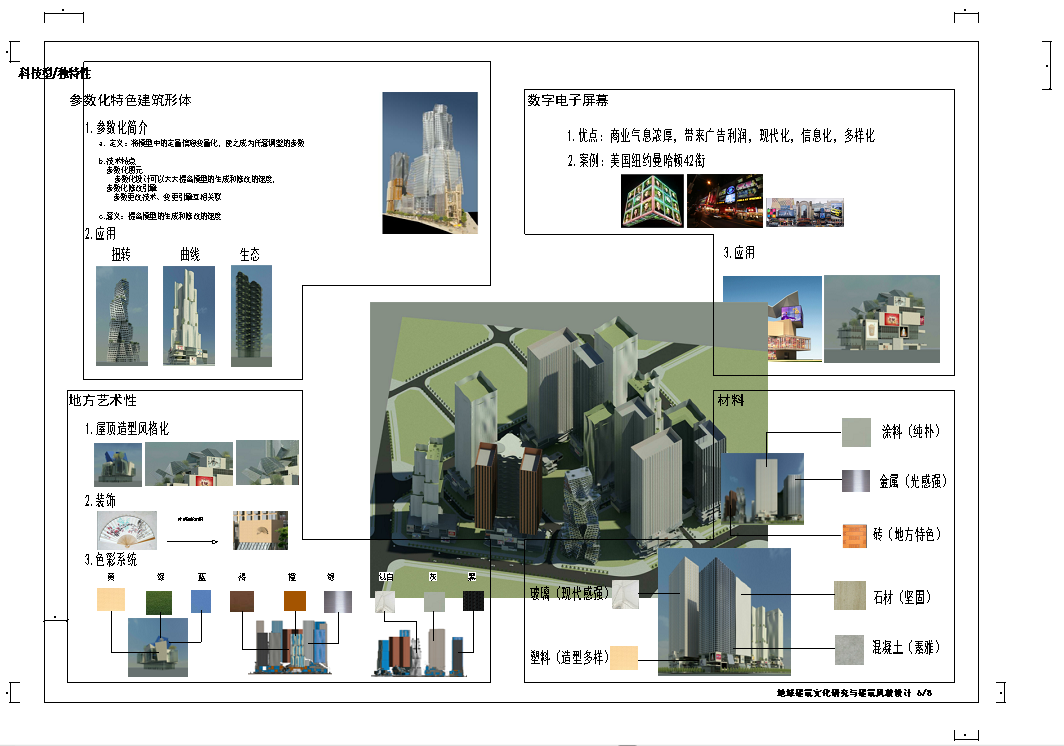 科技型/独特性
参数化特色建筑形体
1.参数化简介
a. 定义：将模型中的定量信息变量化，使之成为任意调整的参数
b.技术特点
参数化图元
参数化设计可以大大提高模型的生成和修改的速度，
参数化修改引擎
参数更改技术、变更引擎互相关联
c.意义：提高模型的生成和修改的速度
2.应用
扭转 曲线 生态
数字电子屏幕
1.优点：商业气息浓厚，带来广告利润，现代化，信息化，多样化
2.案例：美国纽约曼哈顿42街
3.应用
地方艺术性
1.屋顶造型风格化
2.装饰
3.色彩系统
黄 绿 蓝 褐 橙 银 钛白 灰 黑
材料
涂料（纯朴）
金属（光感强）
砖（地方特色）
玻璃（现代感强）
石材（坚固）
混凝土（素雅）
塑料（造型多样）
地域建筑文化研究与建筑风貌设计 6/8